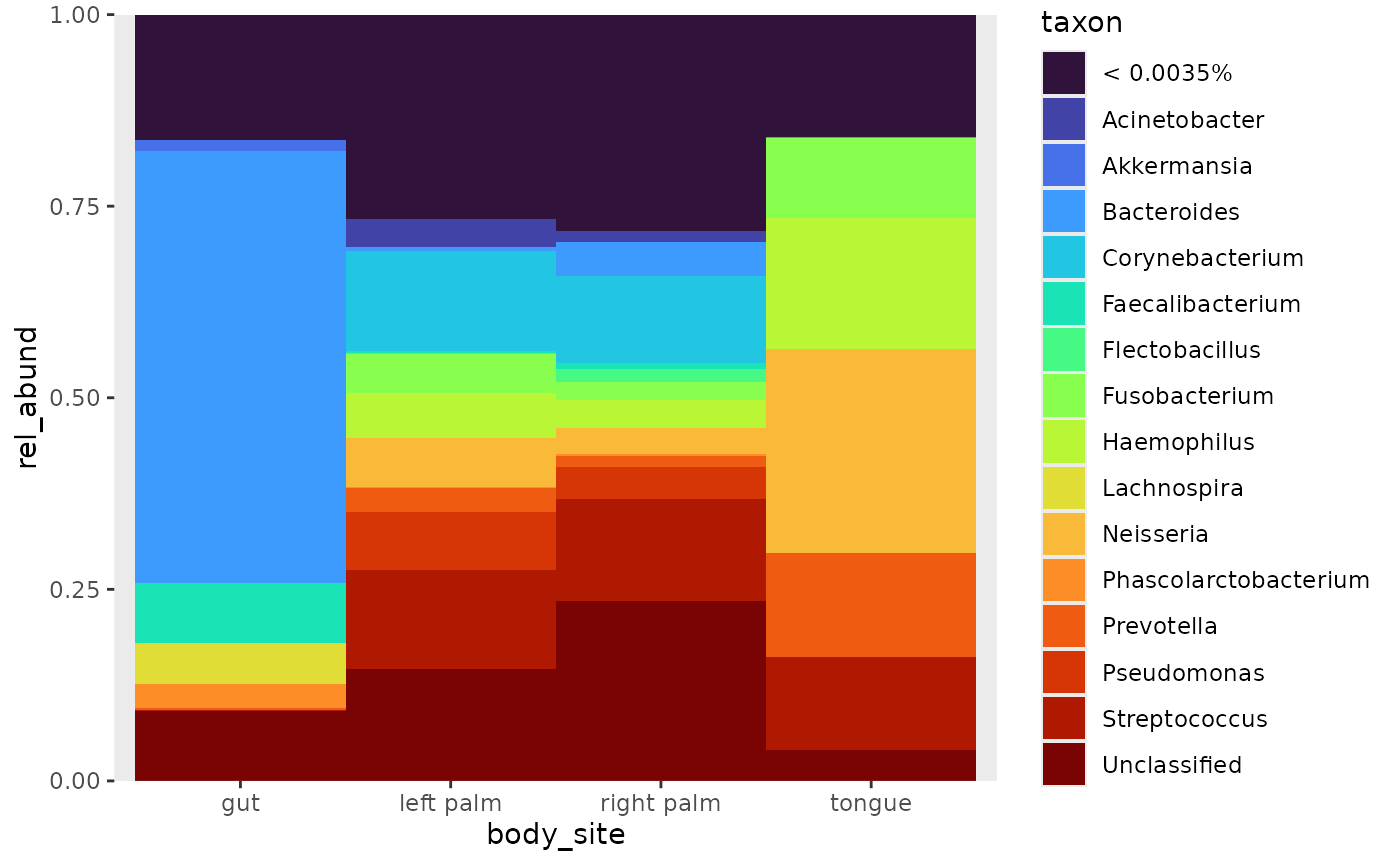 1.00
0.75
0.50
0.25
0.00
rel_abund
gut
left palm
right palm
tongue
body_site
taxon
< 0.0035%
Acinetobacter
Akkermansia
Bacteroides
Corynebacterium
Faecalibacterium
Flectobacillus
Fusobacterium
Haemophilus
Lachnospira
Neisseria
Phascolarctobacterium
Prevotella
Pseudomonas
Streptococcus
Unclassified